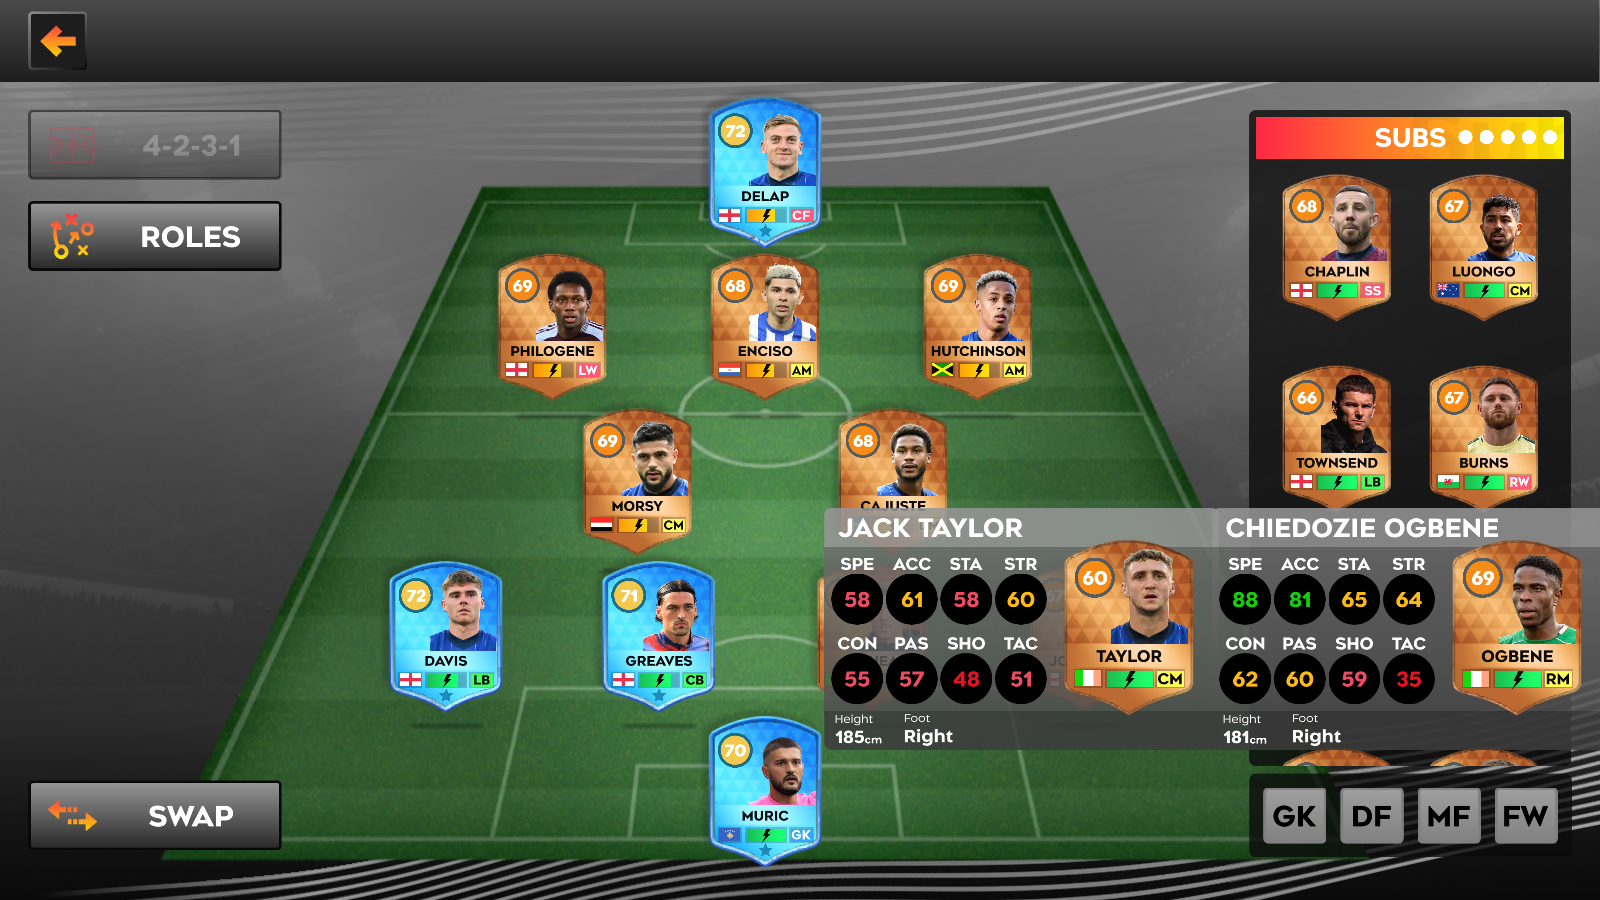 4-2-3-1
ROLES
SWAP
72
DELAP
CF
69
PHILOGENE
LW
68
ENCISO
AM
69
HUTCHINSON
AM
69
MORSY
CM
68
CAJUSTE
72
DAVIS
LB
71
GREAVES
CB
70
MURIC
GK
SUBS
68
CHAPLIN
SS
67
LUONGO
CM
66
TOWNSEND
LB
67
BURNS
RW
JACK TAYLOR
SPE ACC STA STR
58 61 58 60
CON PAS SHO TAC
55 57 48 51
Height Foot
185cm Right
60
TAYLOR
CM
CHIEDOZIE OGBENE
SPE ACC STA STR
88 81 65 64
CON PAS SHO TAC
62 60 59 35
Height Foot
181cm Right
69
OGBENE
RM
GK DF MF FW